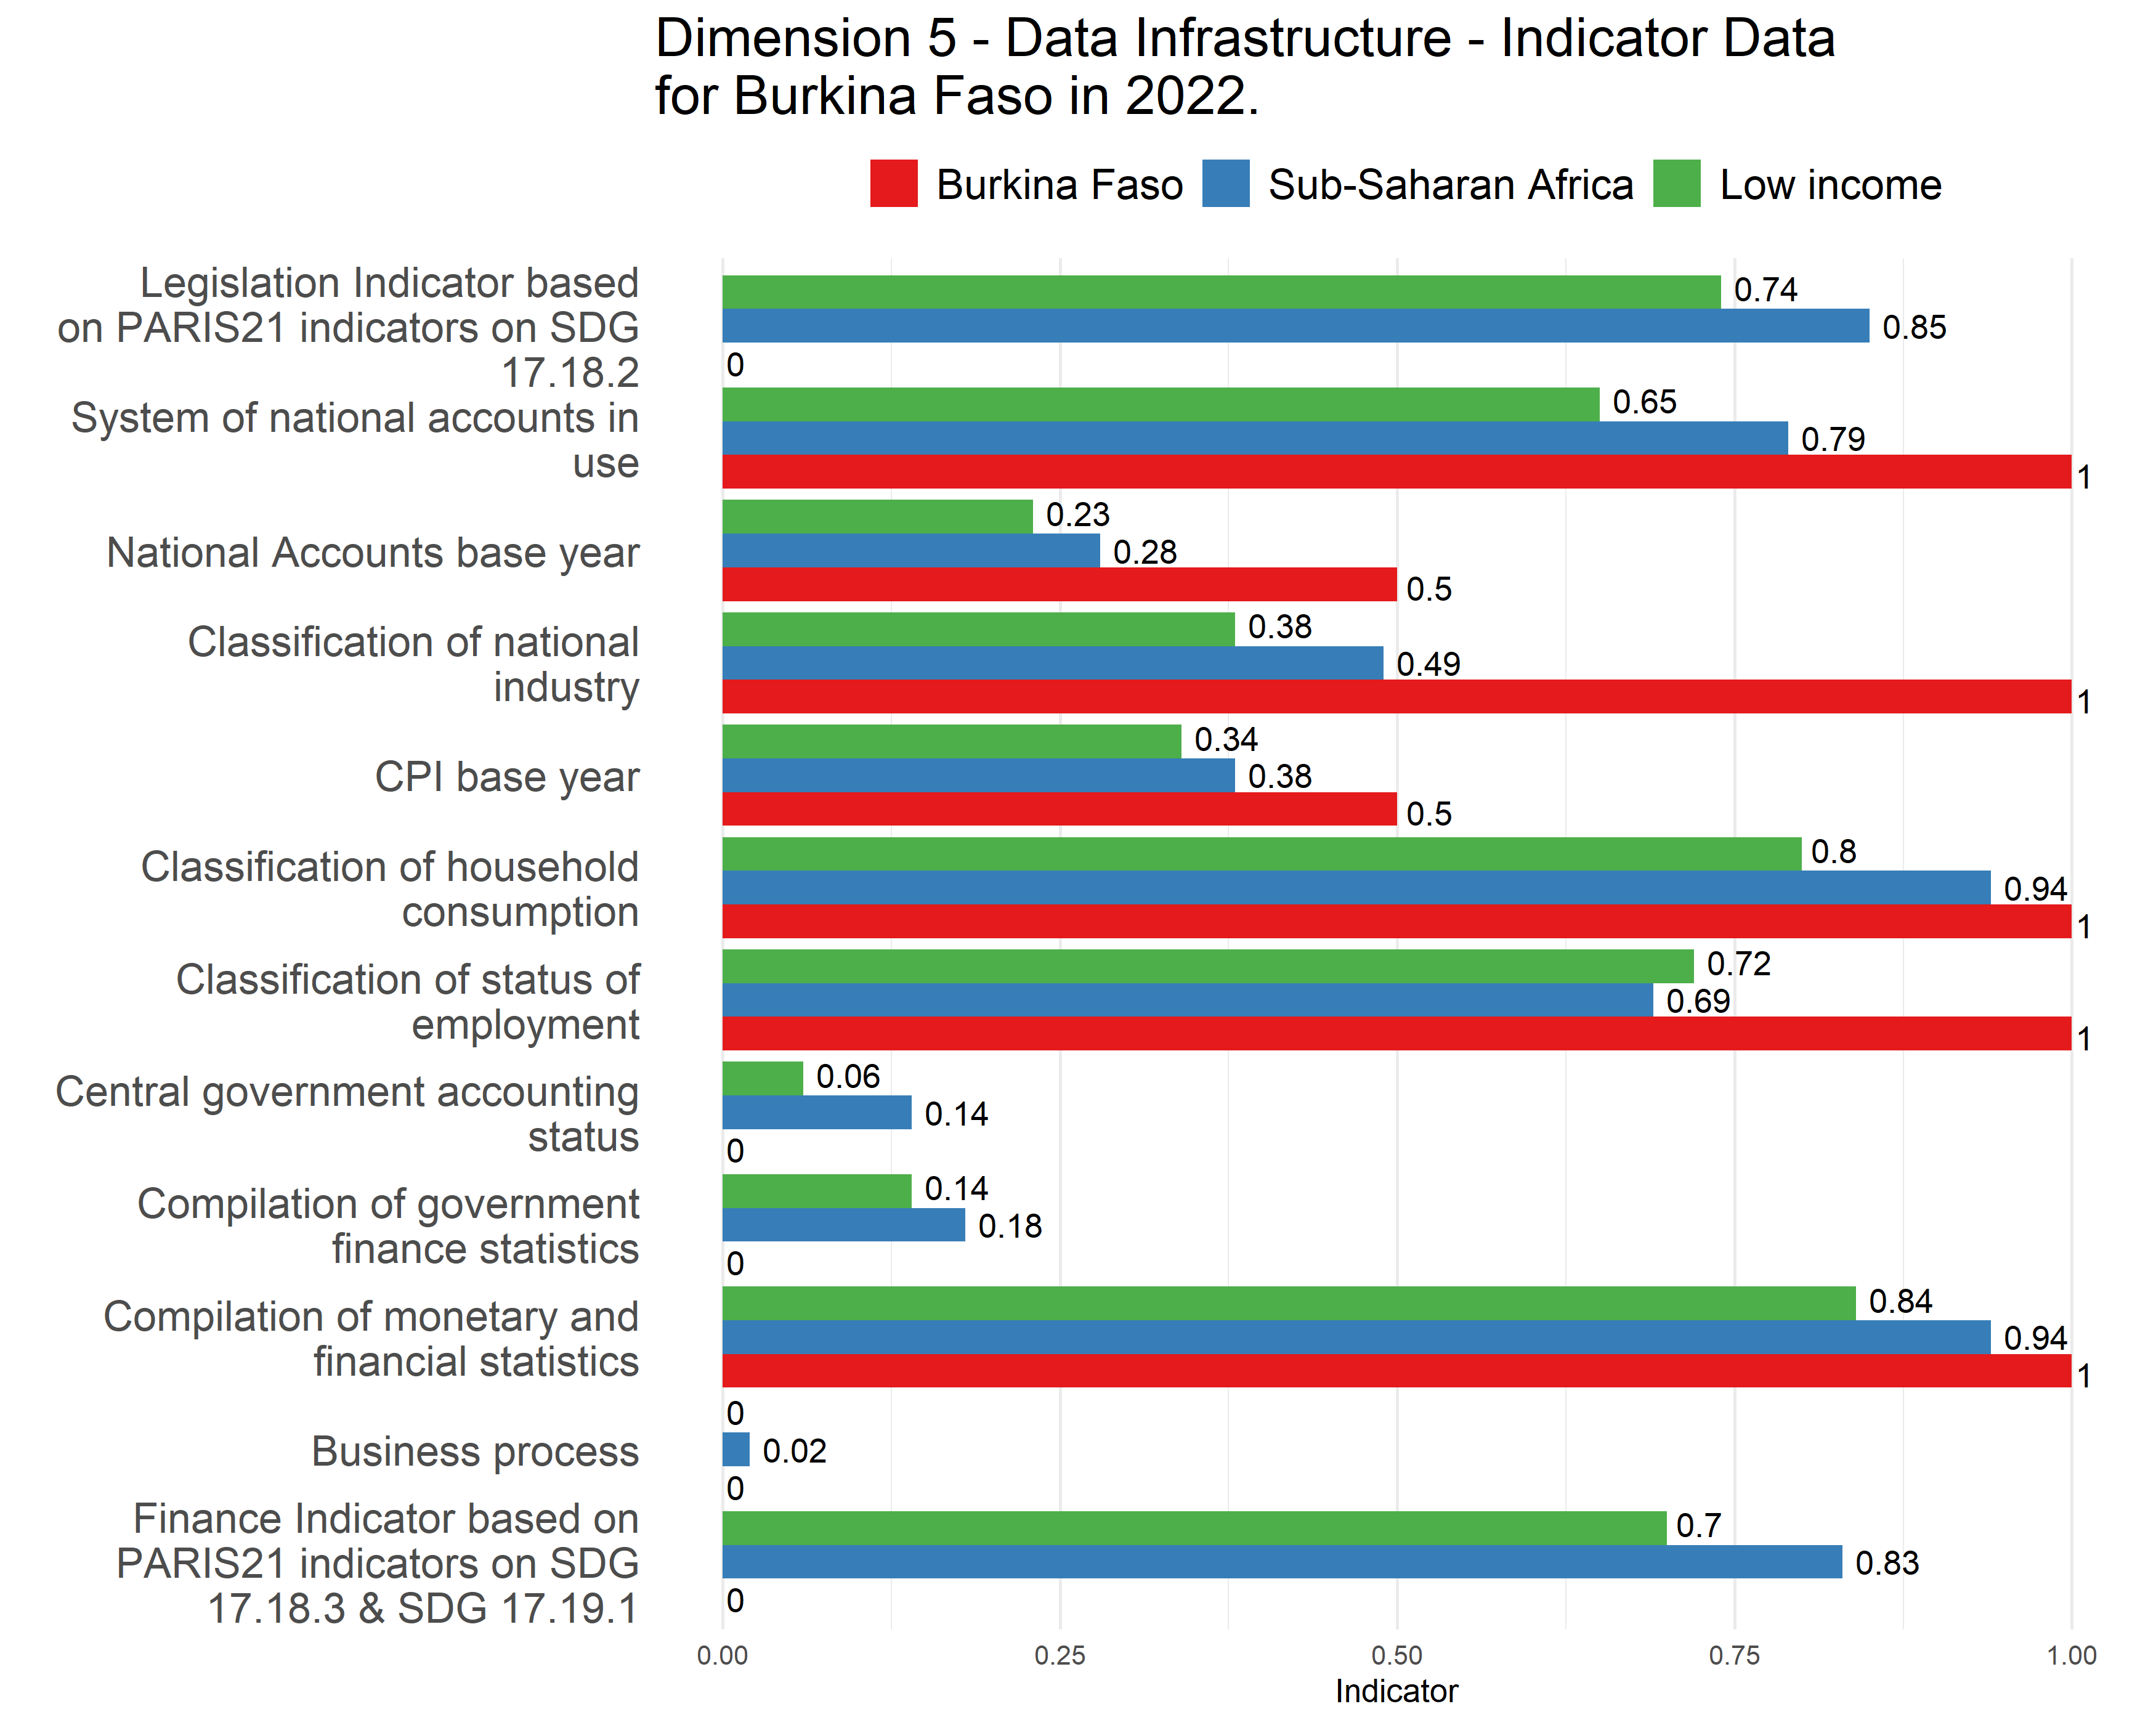 Dimension 5 - Data Infrastructure - Indicator Data
for Burkina Faso in 2022.
Burkina Faso
Sub-Saharan Africa
Low income
Legislation Indicator based
on PARIS21 indicators on SDG
17.18.2
0.74
0.85
0
System of national accounts in
use
0.65
0.79
1
National Accounts base year
0.23
0.28
0.5
Classification of national
industry
0.38
0.49
1
CPI base year
0.34
0.38
0.5
Classification of household
consumption
0.8
0.94
1
Classification of status of
employment
0.72
0.69
1
Central government accounting
status
0.06
0.14
0
Compilation of government
finance statistics
0.14
0.18
0
Compilation of monetary and
financial statistics
0.84
0.94
1
Business process
0
0.02
0
Finance Indicator based on
PARIS21 indicators on SDG
17.18.3 & SDG 17.19.1
0.7
0.83
0
0.00 0.25 0.50 0.75 1.00
Indicator